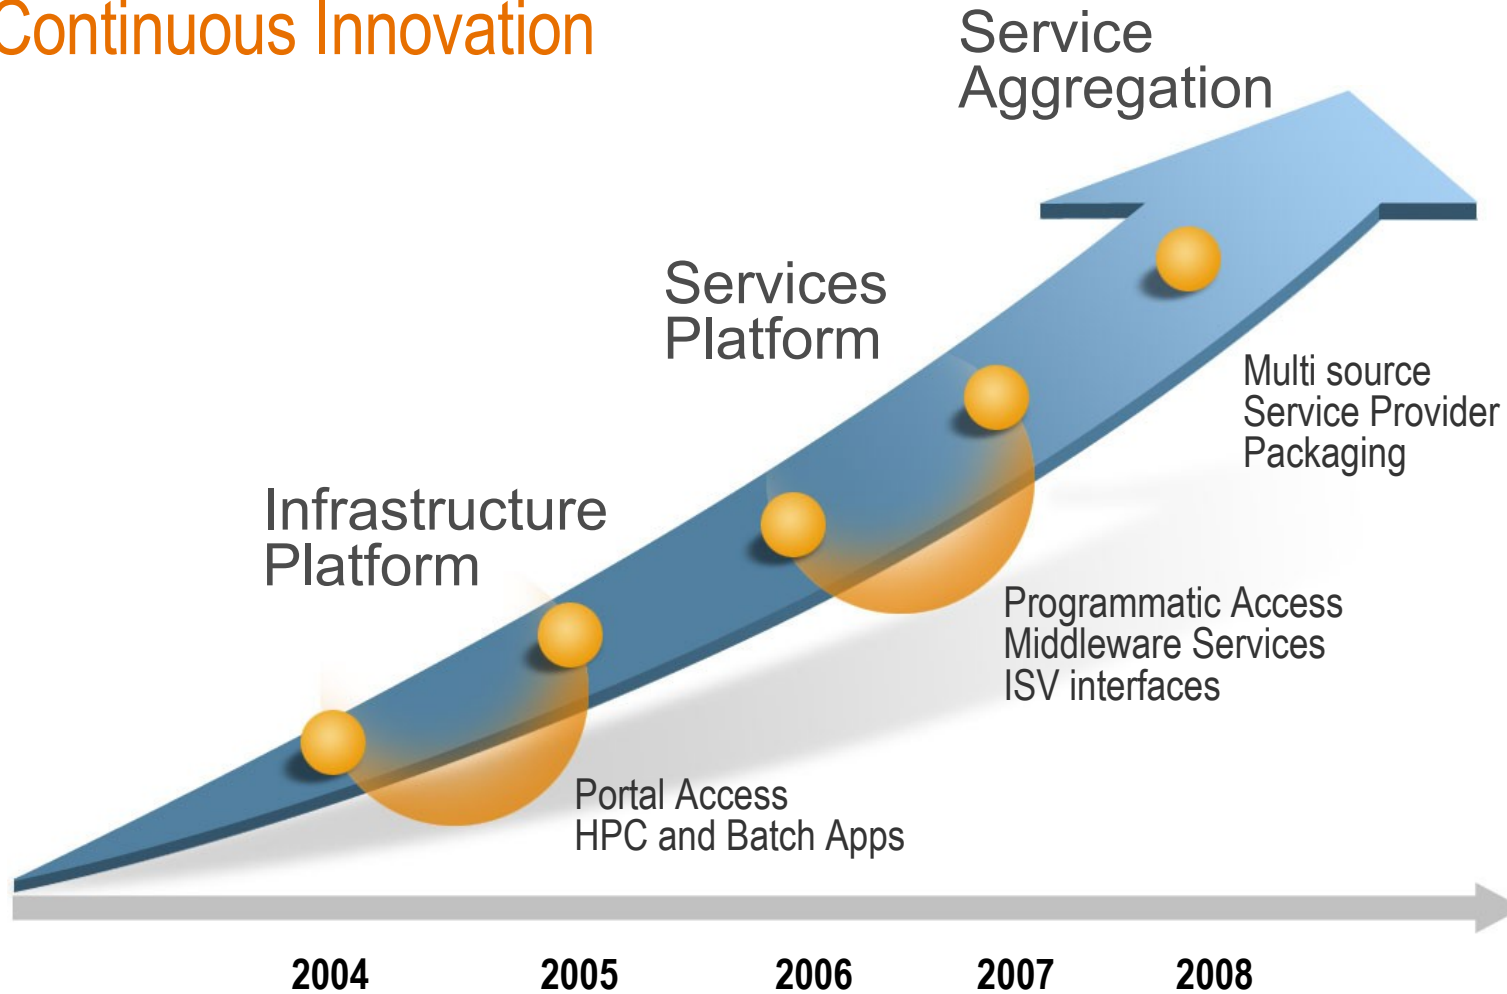 Continuous Innovation
Service
Aggregation
Services
Platform
Multi source
Service Provider
Packaging
Infrastructure
Platform
Programmatic Access
Middleware Services
ISV interfaces
Portal Access
HPC and Batch Apps
2004 2005 2006 2007 2008